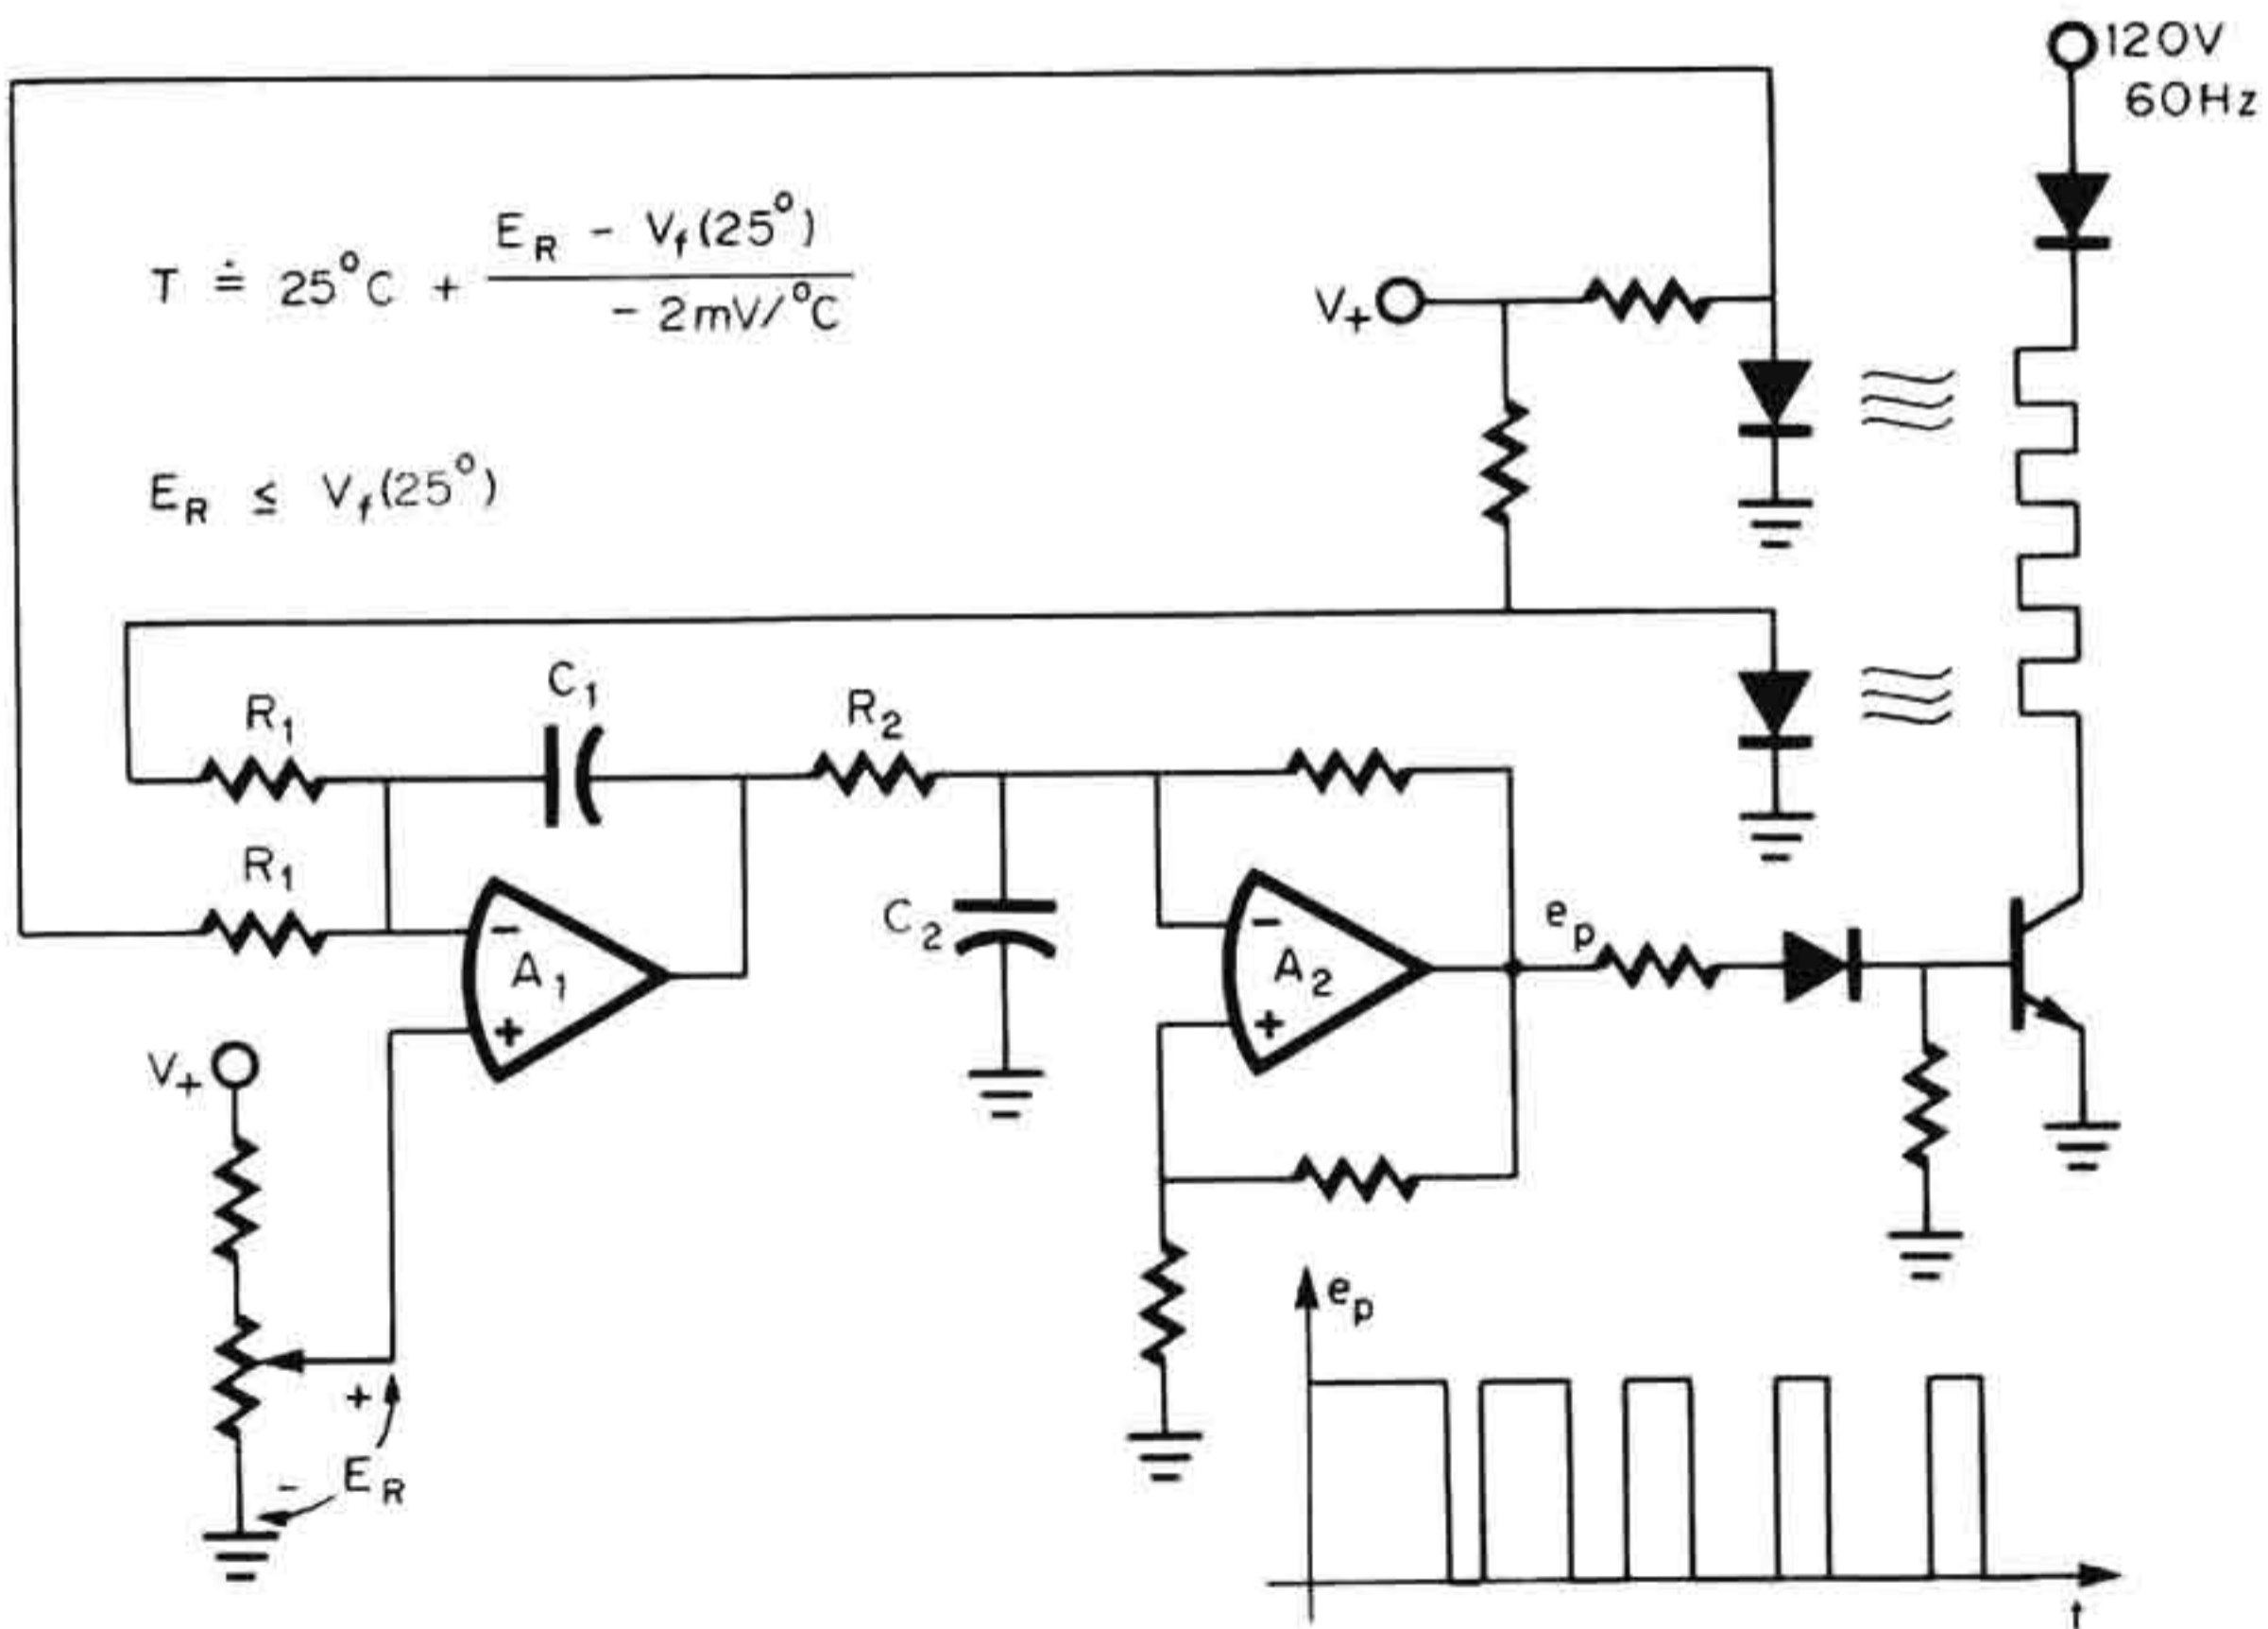 120V
60Hz
T ≐ 25°C + (E_R - V_f(25°)) / (-2mV/°C)
V+
E_R ≤ V_f(25°)
C1
R1
R2
R1
C2
- A1 +
- A2 +
e_p
V+
+
- E_R
e_p
t